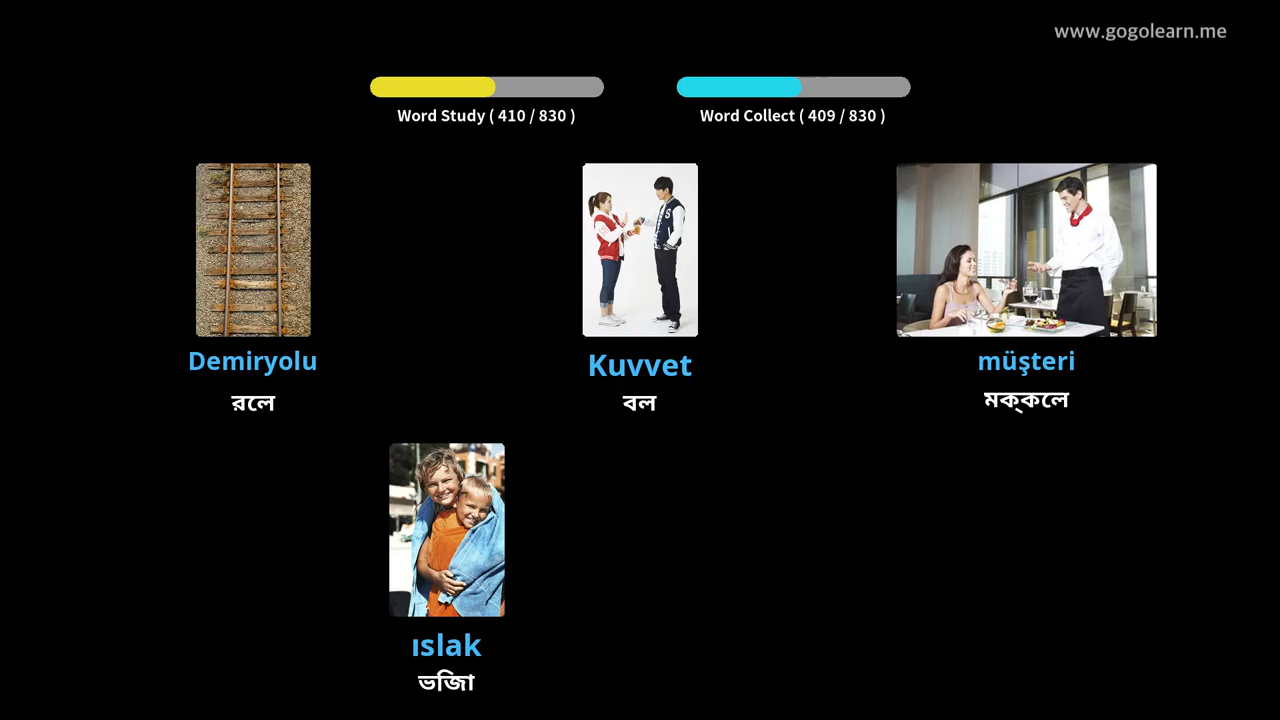 www.gogolearn.me
Word Study ( 410 / 830 )
Word Collect ( 409 / 830 )
Demiryolu
Kuvvet
müşteri
রলে
বল
মক্কলে
ıslak
ভজিা